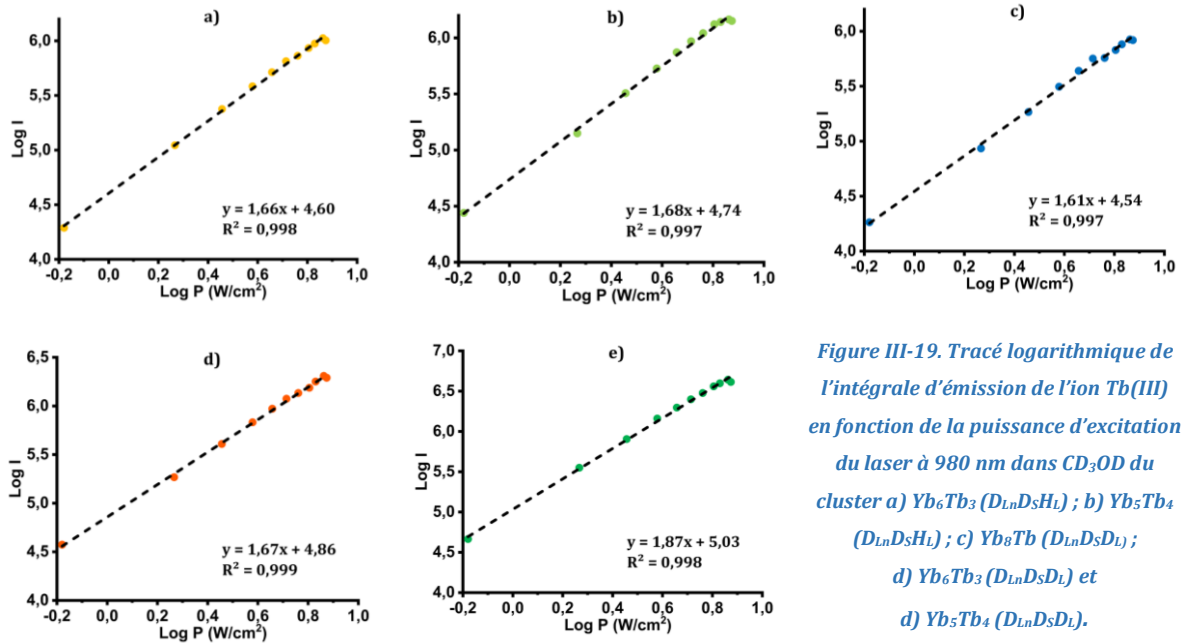 a)
6,0
5,5
5,0
4,5
4,0
Log I
-0,2 0,0 0,2 0,4 0,6 0,8 1,0
Log P (W/cm²)
y = 1,66x + 4,60
R² = 0,998
b)
6,0
5,5
5,0
4,5
4,0
Log I
-0,2 0,0 0,2 0,4 0,6 0,8 1,0
Log P (W/cm²)
y = 1,68x + 4,74
R² = 0,997
c)
6,0
5,5
5,0
4,5
4,0
Log I
-0,2 0,0 0,2 0,4 0,6 0,8 1,0
Log P (W/cm²)
y = 1,61x + 4,54
R² = 0,997
d)
6,5
6,0
5,5
5,0
4,5
4,0
Log I
-0,2 0,0 0,2 0,4 0,6 0,8 1,0
Log P (W/cm²)
y = 1,67x + 4,86
R² = 0,999
e)
7,0
6,5
6,0
5,5
5,0
4,5
4,0
Log I
-0,2 0,0 0,2 0,4 0,6 0,8 1,0
Log P (W/cm²)
y = 1,87x + 5,03
R² = 0,998
Figure III-19. Tracé logarithmique de
l'intégrale d'émission de l'ion Tb(III)
en fonction de la puissance d'excitation
du laser à 980 nm dans CD₃OD du
cluster a) Yb₆Tb₃ (D_LnD_SH_L) ; b) Yb₅Tb₄
(D_LnD_SH_L) ; c) Yb₈Tb (D_LnD_SD_L) ;
d) Yb₆Tb₃ (D_LnD_SD_L) et
d) Yb₅Tb₄ (D_LnD_SD_L).